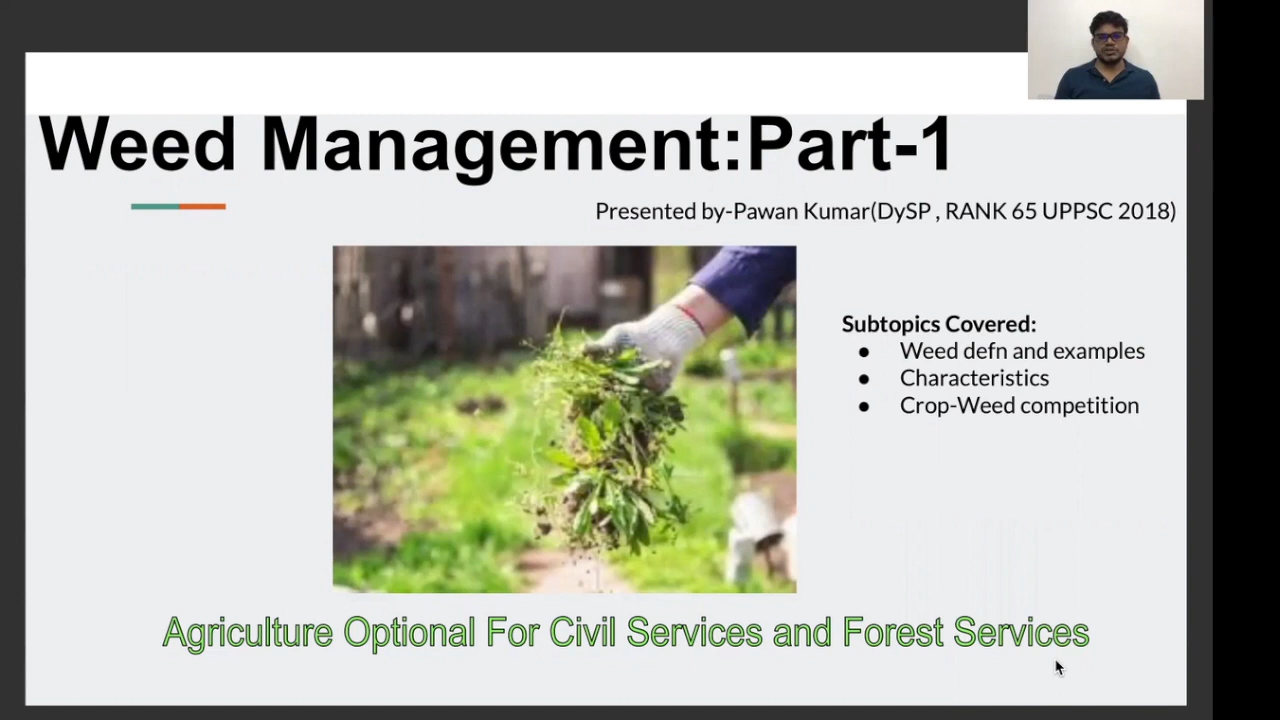 Weed Management:Part-1
Presented by-Pawan Kumar(DySP , RANK 65 UPPSC 2018)
Subtopics Covered:
● Weed defn and examples
● Characteristics
● Crop-Weed competition
Agriculture Optional For Civil Services and Forest Services